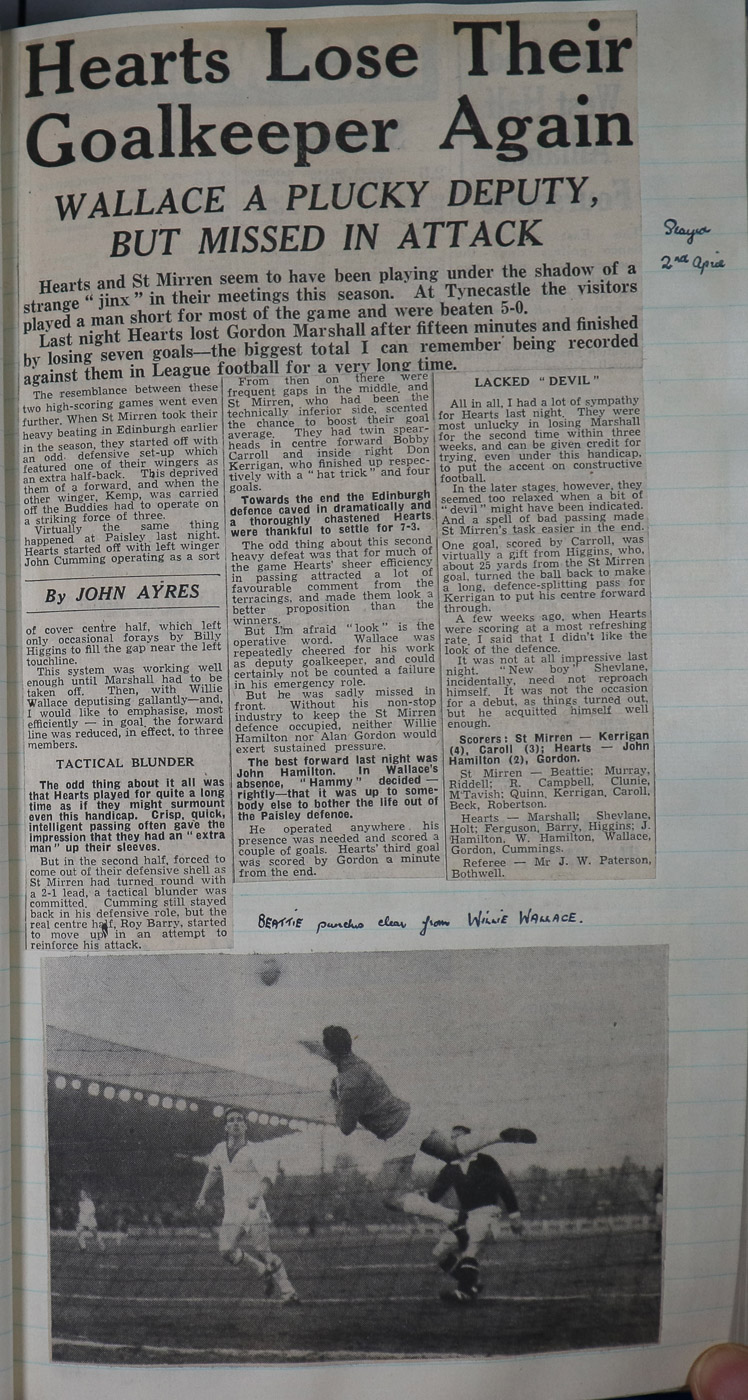 Hearts Lose Their
Goalkeeper Again
WALLACE A PLUCKY DEPUTY,
BUT MISSED IN ATTACK
Played
2nd April
Hearts and St Mirren seem to have been playing under the shadow of a
strange " jinx " in their meetings this season. At Tynecastle the visitors
played a man short for most of the game and were beaten 5-0.
Last night Hearts lost Gordon Marshall after fifteen minutes and finished
by losing seven goals—the biggest total I can remember being recorded
against them in League football for a very long time.
The resemblance between these
two high-scoring games went even
further. When St Mirren took their
heavy beating in Edinburgh earlier
in the season, they started off with
an odd defensive set-up which
featured one of their wingers as
an extra half-back. This deprived
them of a forward, and when the
other winger, Kemp, was carried
off the Buddies had to operate on
a striking force of three.
Virtually the same thing
happened at Paisley last night.
Hearts started off with left winger
John Cumming operating as a sort
By JOHN AYRES
of cover centre half, which left
only occasional forays by Billy
Higgins to fill the gap near the left
touchline.
This system was working well
enough until Marshall had to be
taken off. Then, with Willie
Wallace deputising gallantly—and,
I would like to emphasise, most
efficiently — in goal, the forward
line was reduced, in effect, to three
members.
TACTICAL BLUNDER
The odd thing about it all was
that Hearts played for quite a long
time as if they might surmount
even this handicap. Crisp, quick,
intelligent passing often gave the
impression that they had an " extra
man " up their sleeves.
But in the second half, forced to
come out of their defensive shell as
St Mirren had turned round with
a 2-1 lead, a tactical blunder was
committed. Cumming still stayed
back in his defensive role, but the
real centre half, Roy Barry, started
to move up in an attempt to
reinforce his attack.
From then on there were
frequent gaps in the middle, and
St Mirren, who had been the
technically inferior side, scented
the chance to boost their goal
average. They had twin spear-
heads in centre forward Bobby
Carroll and inside right Don
Kerrigan, who finished up respec-
tively with a " hat trick " and four
goals.
Towards the end the Edinburgh
defence caved in dramatically and
a thoroughly chastened Hearts
were thankful to settle for 7-3.
The odd thing about this second
heavy defeat was that for much of
the game Hearts' sheer efficiency
in passing attracted a lot of
favourable comment from the
terracings, and made them look a
better proposition than the
winners.
But I'm afraid " look " is the
operative word. Wallace was
repeatedly cheered for his work
as deputy goalkeeper, and could
certainly not be counted a failure
in his emergency role.
But he was sadly missed in
front. Without his non-stop
industry to keep the St Mirren
defence occupied, neither Willie
Hamilton nor Alan Gordon would
exert sustained pressure.
The best forward last night was
John Hamilton. In Wallace's
absence, " Hammy " decided —
rightly—that it was up to some-
body else to bother the life out of
the Paisley defence.
He operated anywhere his
presence was needed and scored a
couple of goals. Hearts' third goal
was scored by Gordon a minute
from the end.
LACKED " DEVIL "
All in all, I had a lot of sympathy
for Hearts last night. They were
most unlucky in losing Marshall
for the second time within three
weeks, and can be given credit for
trying, even under this handicap,
to put the accent on constructive
football.
In the later stages, however, they
seemed too relaxed when a bit of
" devil " might have been indicated.
And a spell of bad passing made
St Mirren's task easier in the end.
One goal, scored by Carroll, was
virtually a gift from Higgins, who,
about 25 yards from the St Mirren
goal, turned the ball back to make
a long, defence-splitting pass for
Kerrigan to put his centre forward
through.
A few weeks ago, when Hearts
were scoring at a most refreshing
rate, I said that I didn't like the
look of the defence.
It was not at all impressive last
night. " New boy " Shevlane,
incidentally, need not reproach
himself. It was not the occasion
for a debut, as things turned out,
but he acquitted himself well
enough.
Scorers: St Mirren — Kerrigan
(4), Caroll (3); Hearts — John
Hamilton (2), Gordon.
St Mirren — Beattie; Murray,
Riddell; R. Campbell, Clunie,
M'Tavish; Quinn, Kerrigan, Caroll,
Beck, Robertson.
Hearts — Marshall; Shevlane,
Holt; Ferguson, Barry, Higgins; J.
Hamilton, W. Hamilton, Wallace,
Gordon, Cummings.
Referee — Mr J. W. Paterson,
Bothwell.
BEATTIE punches clear from WILLIE WALLACE.